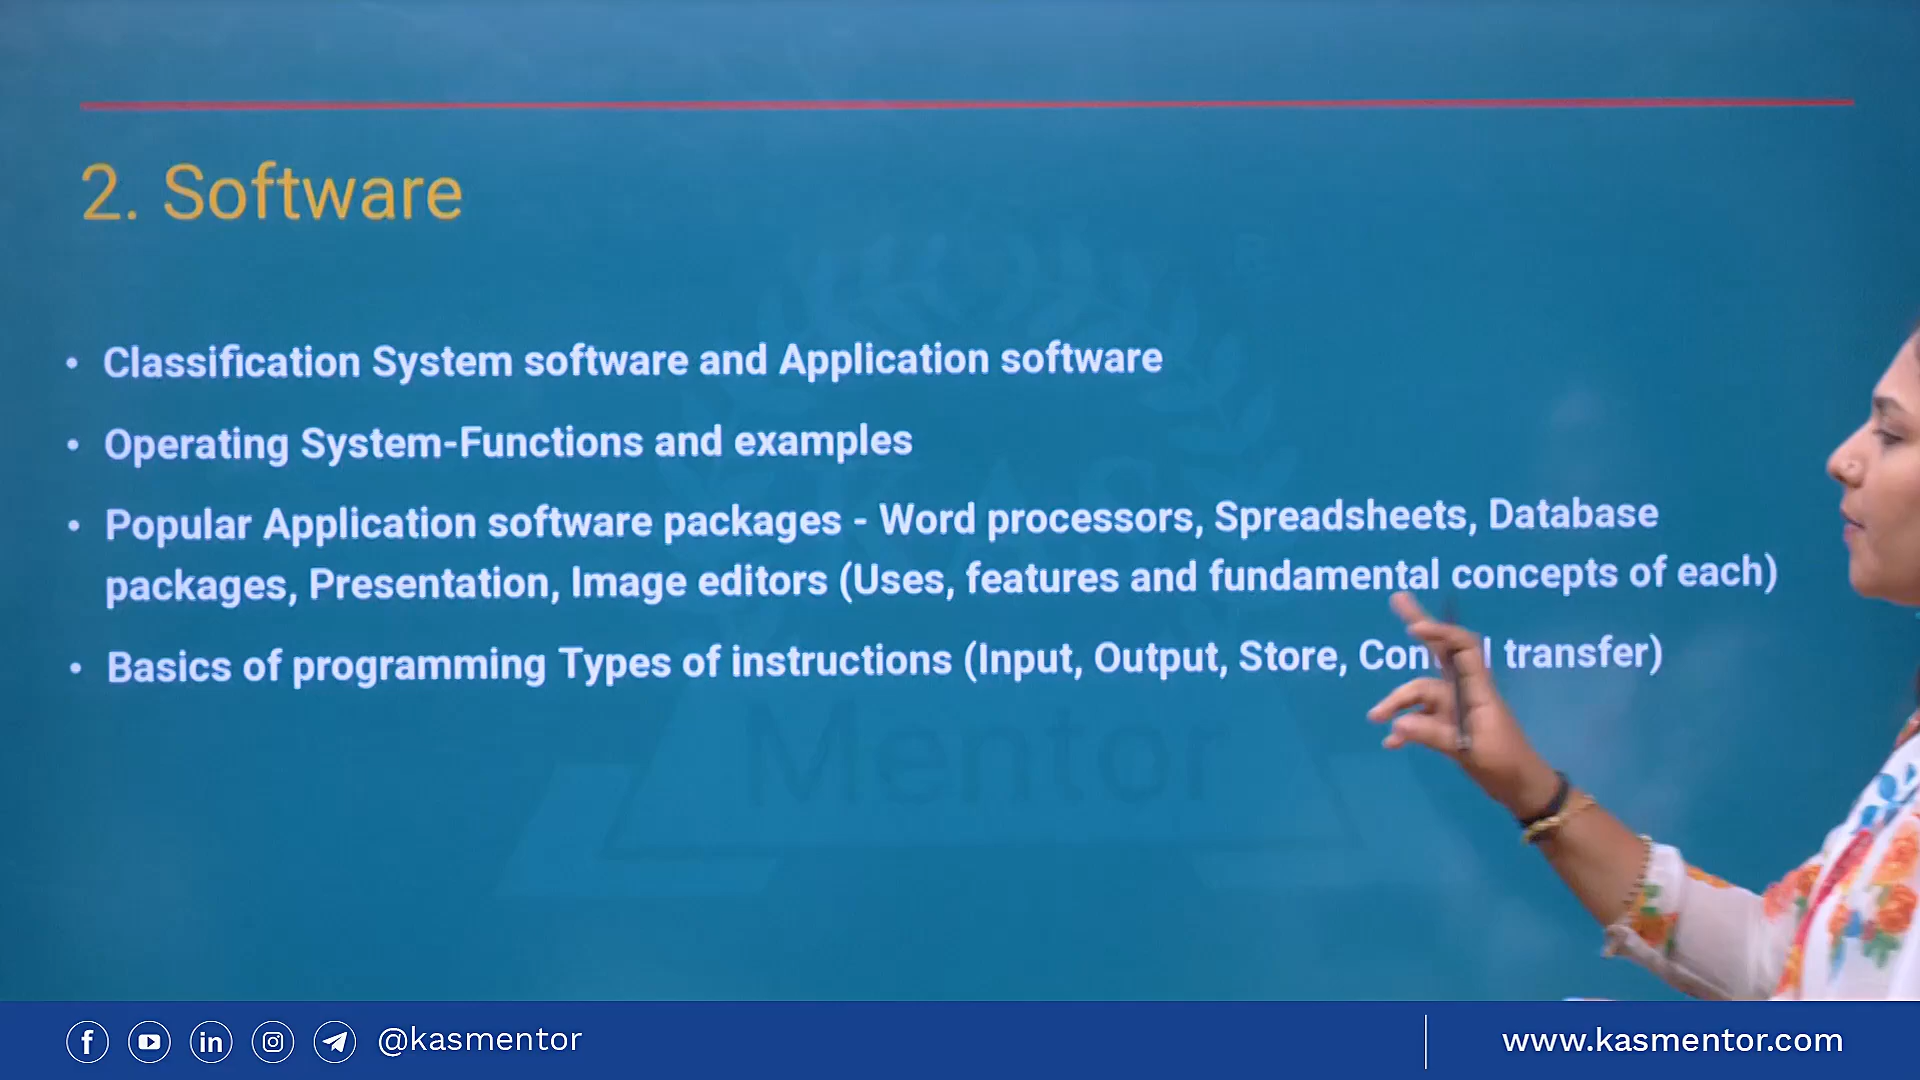 2. Software
• Classification System software and Application software
• Operating System-Functions and examples
• Popular Application software packages - Word processors, Spreadsheets, Database
packages, Presentation, Image editors (Uses, features and fundamental concepts of each)
• Basics of programming Types of instructions (Input, Output, Store, Control transfer)
KAS
Mentor
@kasmentor
www.kasmentor.com